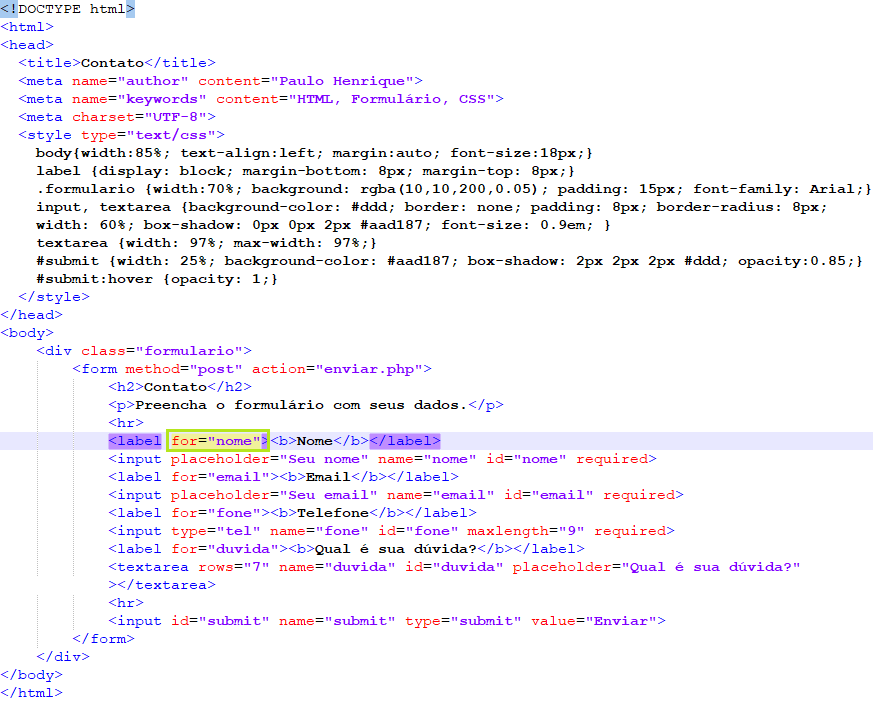 <!DOCTYPE html>
<html>
<head>
<title>Contato</title>
<meta name="author" content="Paulo Henrique">
<meta name="keywords" content="HTML, Formulário, CSS">
<meta charset="UTF-8">
<style type="text/css">
body{width:85%; text-align:left; margin:auto; font-size:18px;}
label {display: block; margin-bottom: 8px; margin-top: 8px;}
.formulario {width:70%; background: rgba(10,10,200,0.05); padding: 15px; font-family: Arial;}
input, textarea {background-color: #ddd; border: none; padding: 8px; border-radius: 8px;
width: 60%; box-shadow: 0px 0px 2px #aad187; font-size: 0.9em; }
textarea {width: 97%; max-width: 97%;}
#submit {width: 25%; background-color: #aad187; box-shadow: 2px 2px 2px #ddd; opacity:0.85;}
#submit:hover {opacity: 1;}
</style>
</head>
<body>
<div class="formulario">
<form method="post" action="enviar.php">
<h2>Contato</h2>
<p>Preencha o formulário com seus dados.</p>
<hr>
<label for="nome"><b>Nome</b></label>
<input placeholder="Seu nome" name="nome" id="nome" required>
<label for="email"><b>Email</b></label>
<input placeholder="Seu email" name="email" id="email" required>
<label for="fone"><b>Telefone</b></label>
<input type="tel" name="fone" id="fone" maxlength="9" required>
<label for="duvida"><b>Qual é sua dúvida?</b></label>
<textarea rows="7" name="duvida" id="duvida" placeholder="Qual é sua dúvida?"
></textarea>
<hr>
<input id="submit" name="submit" type="submit" value="Enviar">
</form>
</div>
</body>
</html>